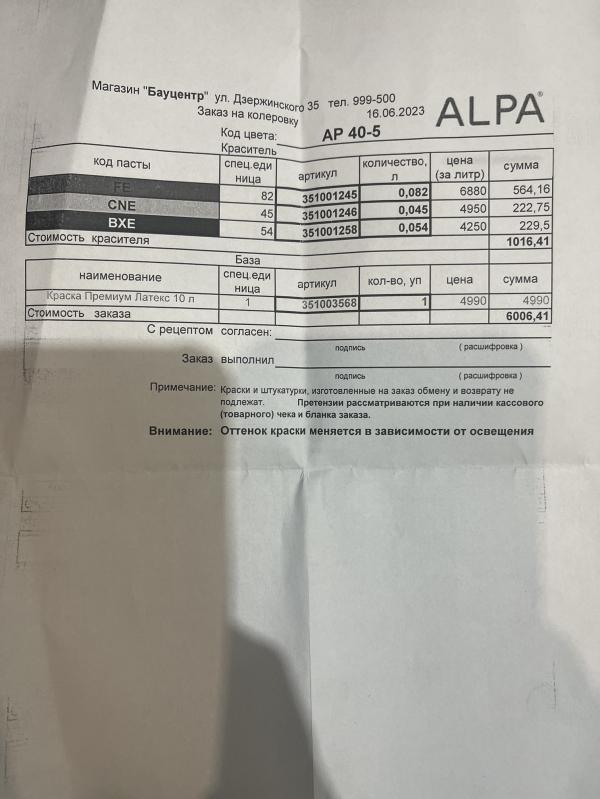 Магазин "Бауцентр" ул. Дзержинского 35 тел. 999-500
Заказ на колеровку 16.06.2023
ALPA®
Код цвета: AP 40-5
Краситель
код пасты спец.еди ница артикул количество, л цена (за литр) сумма
FE 82 351001245 0,082 6880 564,16
CNE 45 351001246 0,045 4950 222,75
BXE 54 351001258 0,054 4250 229,5
Стоимость красителя 1016,41
База
наименование спец.еди ница артикул кол-во, уп цена сумма
Краска Премиум Латекс 10 л 1 351003568 1 4990 4990
Стоимость заказа 6006,41
С рецептом согласен:
подпись (расшифровка)
Заказ выполнил
подпись (расшифровка)
Примечание: Краски и штукатурки, изготовленные на заказ обмену и возврату не
подлежат. Претензии рассматриваются при наличии кассового
(товарного) чека и бланка заказа.
Внимание: Оттенок краски меняется в зависимости от освещения